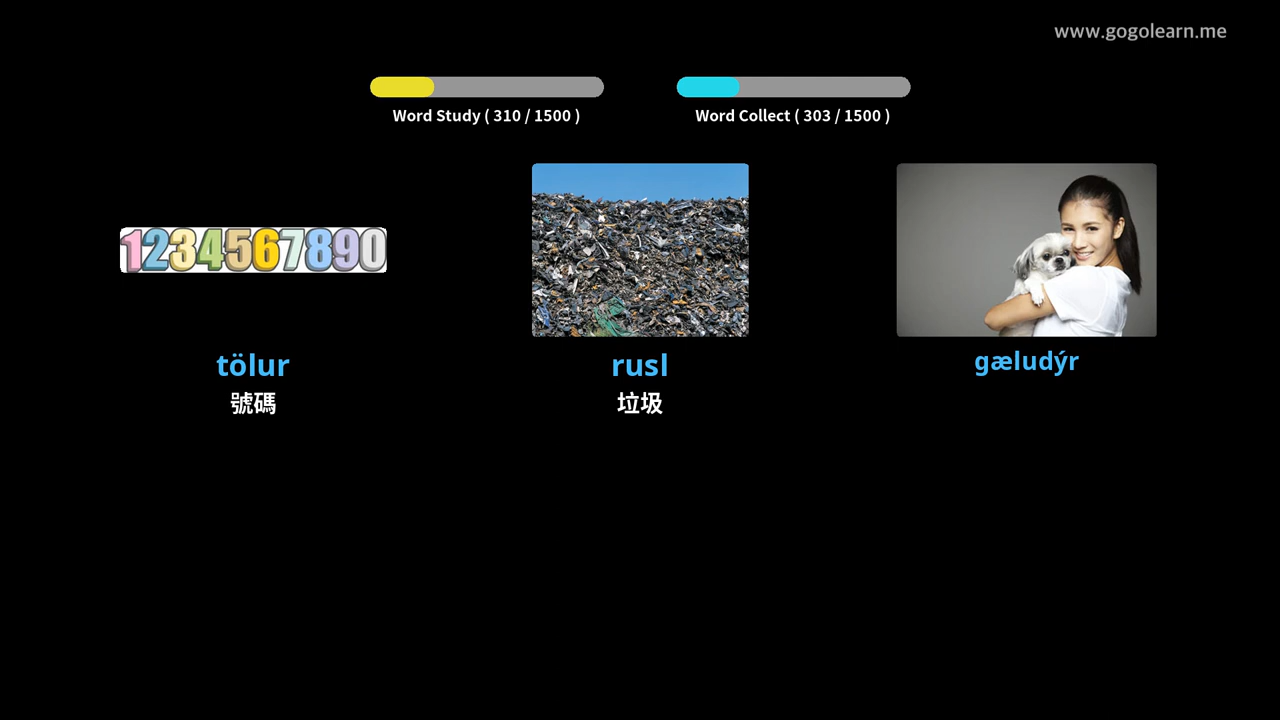 www.gogolearn.me
Word Study ( 310 / 1500 )
Word Collect ( 303 / 1500 )
1234567890
tölur
號碼
rusl
垃圾
gæludýr